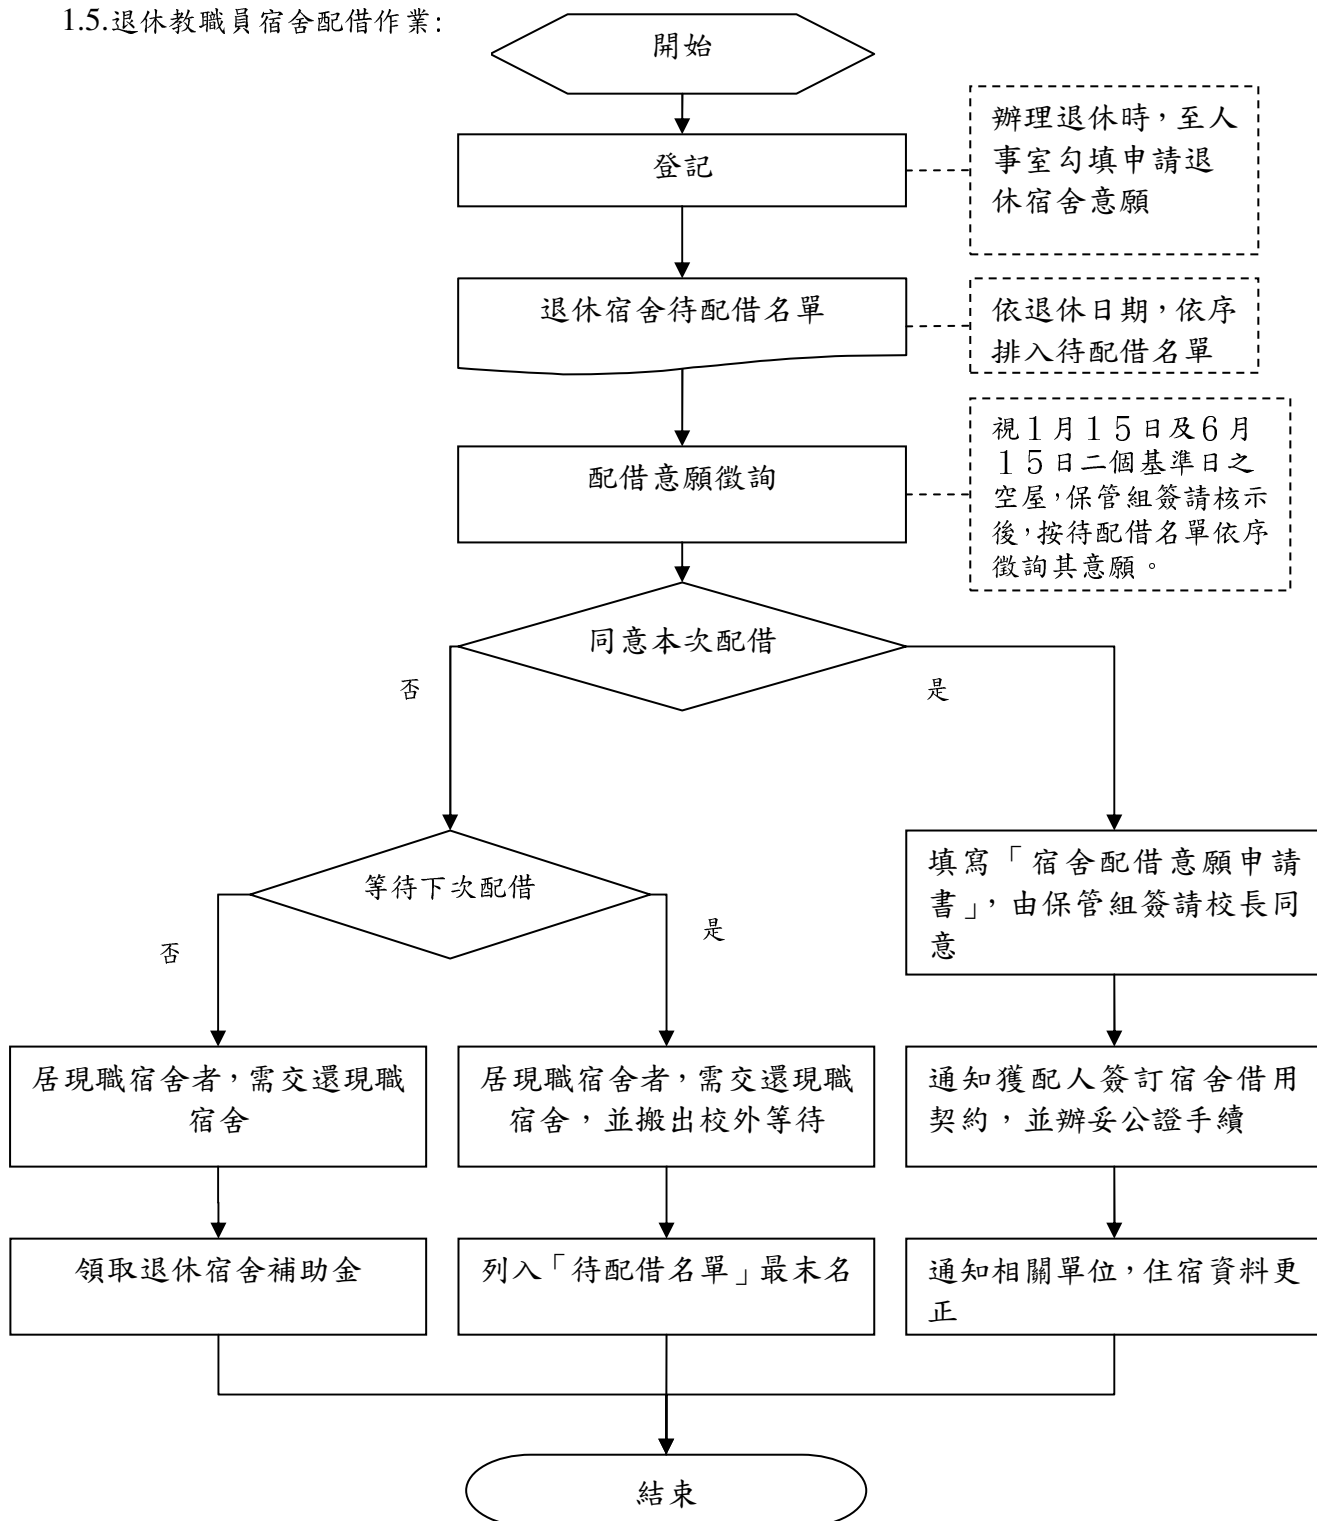 1.5.退休教職員宿舍配借作業:
開始
登記
辦理退休時，至人
事室勾填申請退
休宿舍意願
退休宿舍待配借名單
依退休日期，依序
排入待配借名單
配借意願徵詢
視１月１５日及６月
１５日二個基準日之
空屋，保管組簽請核示
後，按待配借名單依序
徵詢其意願。
同意本次配借
否
是
等待下次配借
否
是
填寫「宿舍配借意願申請
書」，由保管組簽請校長同
意
居現職宿舍者，需交還現職
宿舍
居現職宿舍者，需交還現職
宿舍，並搬出校外等待
通知獲配人簽訂宿舍借用
契約，並辦妥公證手續
領取退休宿舍補助金
列入「待配借名單」最末名
通知相關單位，住宿資料更
正
結束